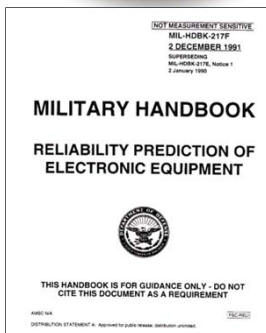 NOT MEASUREMENT SENSITIVE
MIL-HDBK-217F
2 DECEMBER 1991
SUPERSEDING
MIL-HDBK-217E, Notice 1
2 January 1990
MILITARY HANDBOOK
RELIABILITY PREDICTION OF
ELECTRONIC EQUIPMENT
THIS HANDBOOK IS FOR GUIDANCE ONLY - DO NOT
CITE THIS DOCUMENT AS A REQUIREMENT
AMSC N/A
DISTRIBUTION STATEMENT A: Approved for public release; distribution unlimited.